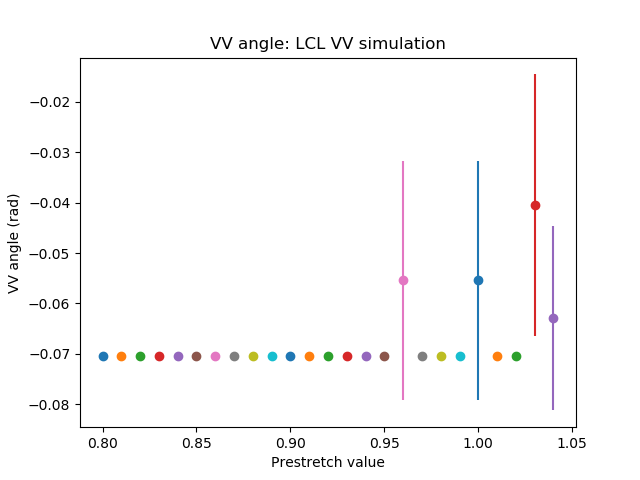 VV angle: LCL VV simulation
VV angle (rad)
−0.02
−0.03
−0.04
−0.05
−0.06
−0.07
−0.08
0.80 0.85 0.90 0.95 1.00 1.05
Prestretch value